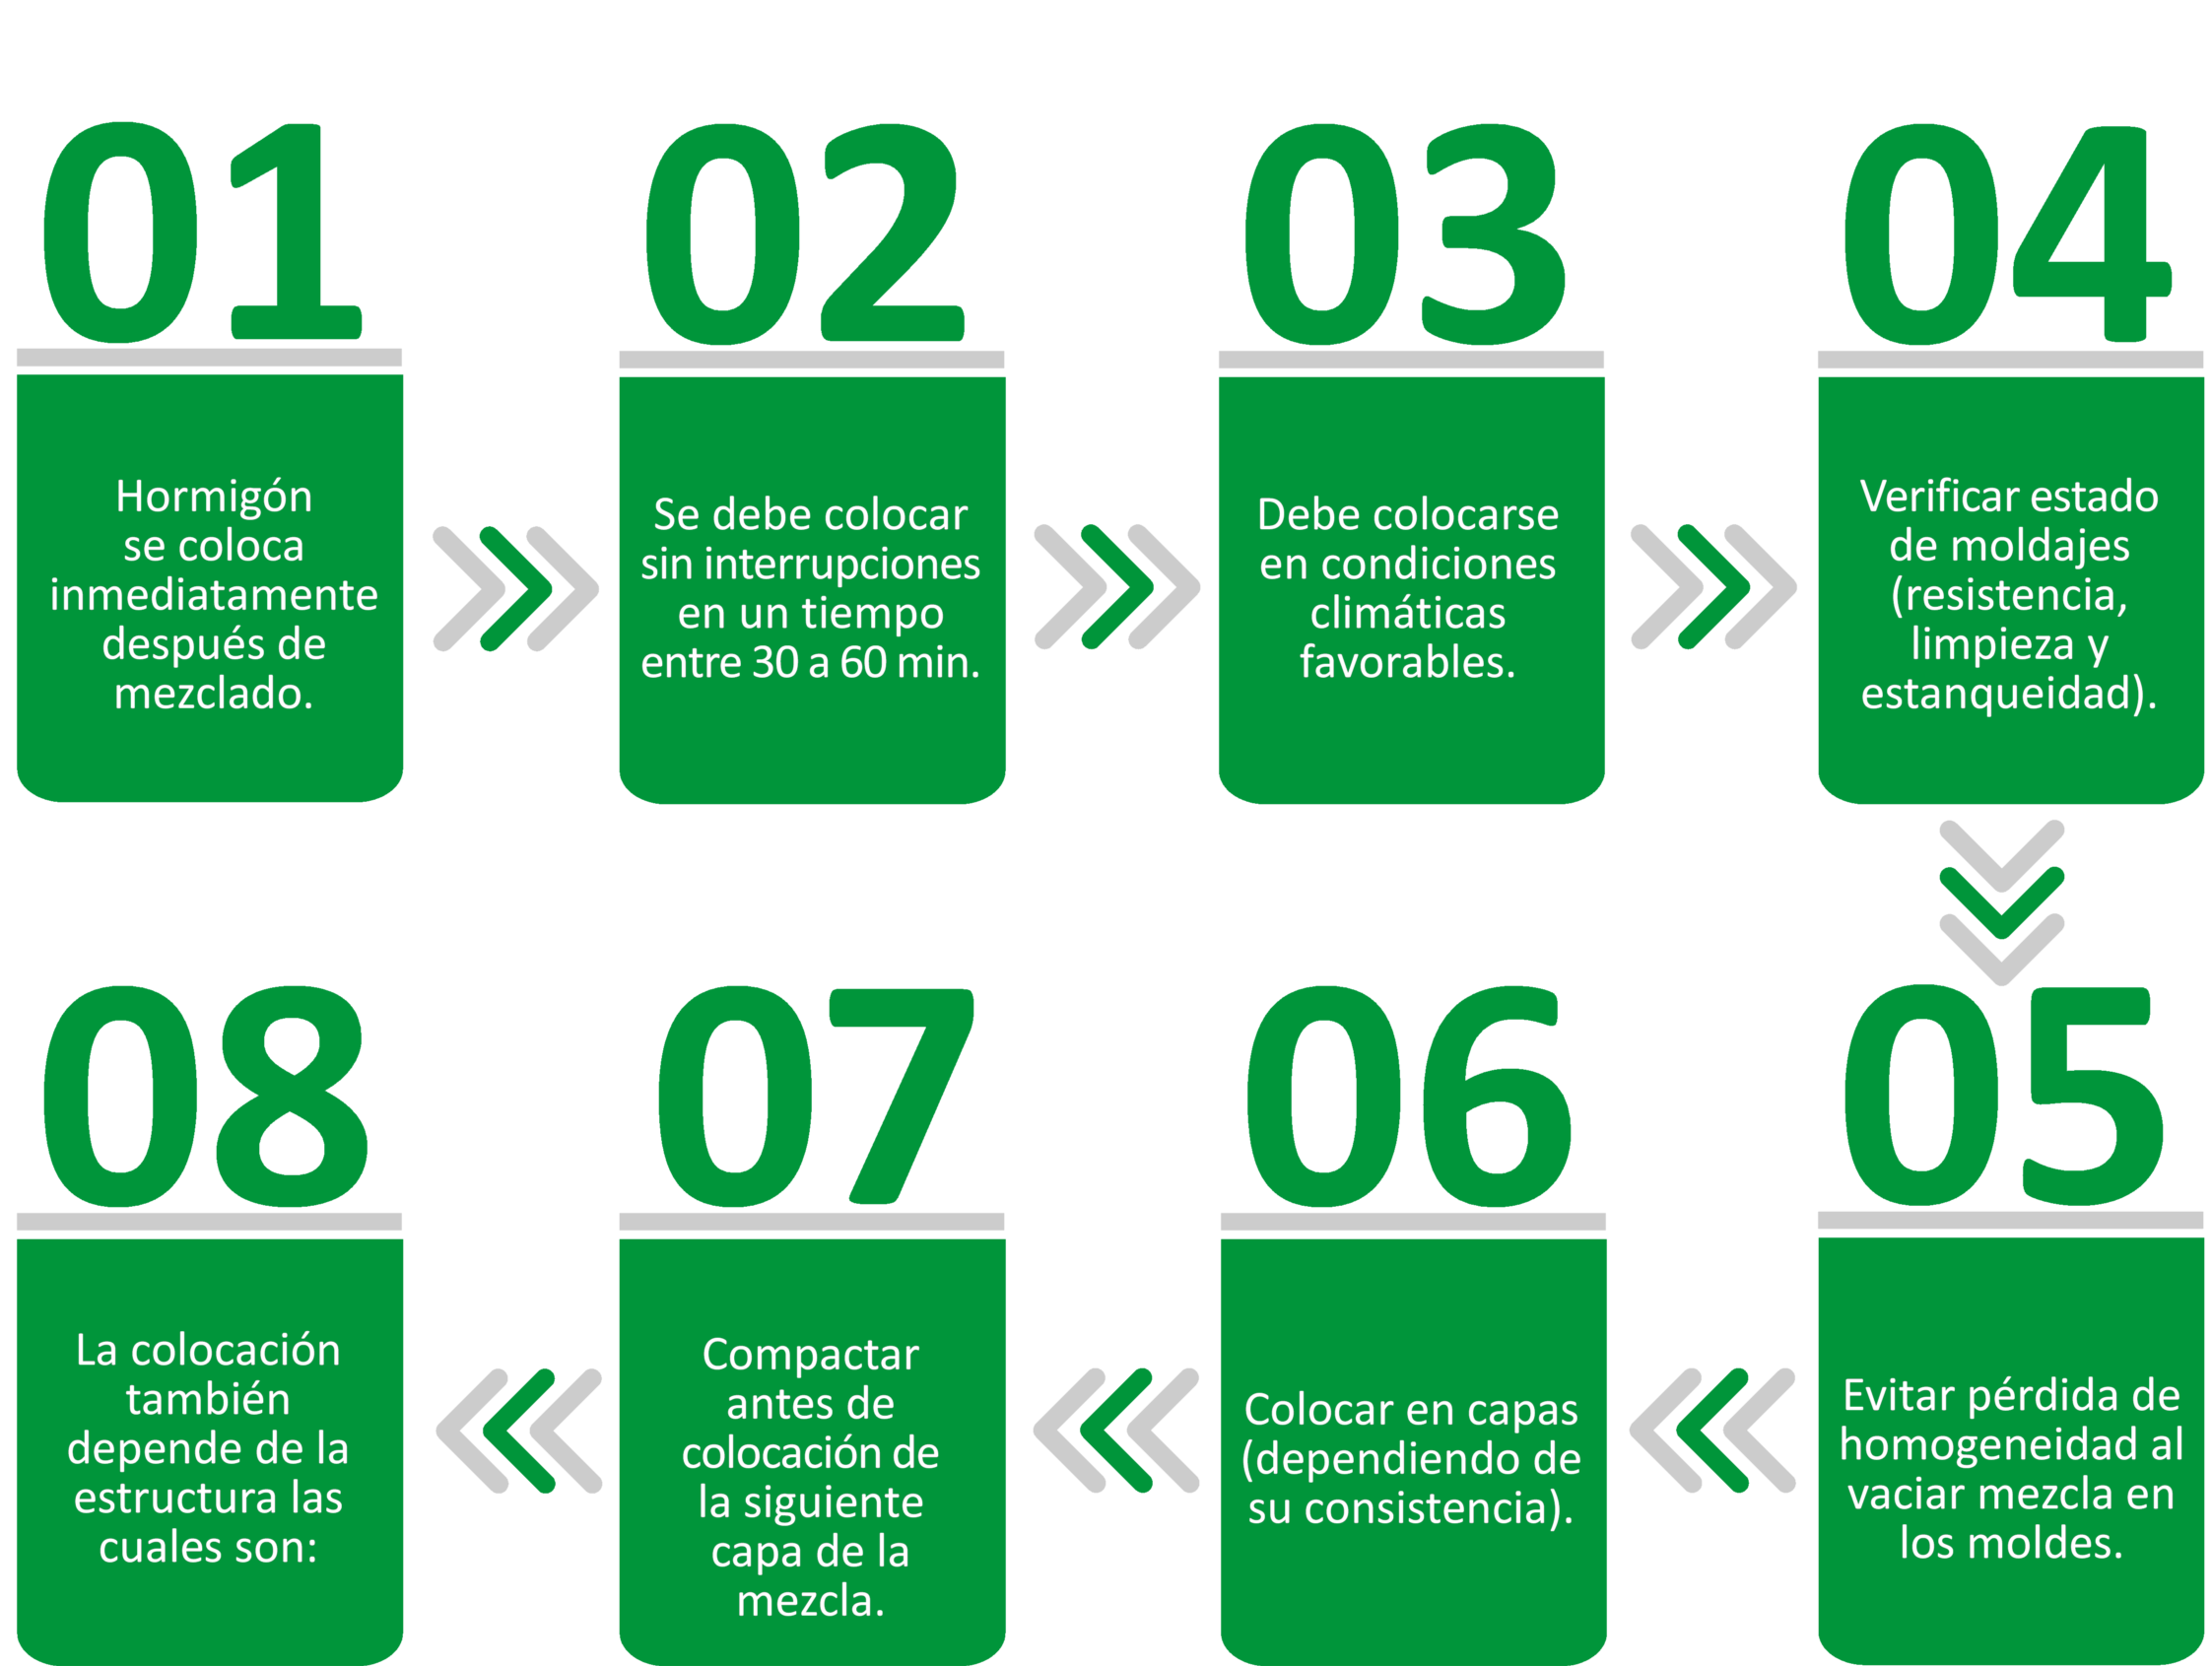 01
Hormigón
se coloca
inmediatamente
después de
mezclado.
02
Se debe colocar
sin interrupciones
en un tiempo
entre 30 a 60 min.
03
Debe colocarse
en condiciones
climáticas
favorables.
04
Verificar estado
de moldajes
(resistencia,
limpieza y
estanqueidad).
05
Evitar pérdida de
homogeneidad al
vaciar mezcla en
los moldes.
06
Colocar en capas
(dependiendo de
su consistencia).
07
Compactar
antes de
colocación de
la siguiente
capa de la
mezcla.
08
La colocación
también
depende de la
estructura las
cuales son: